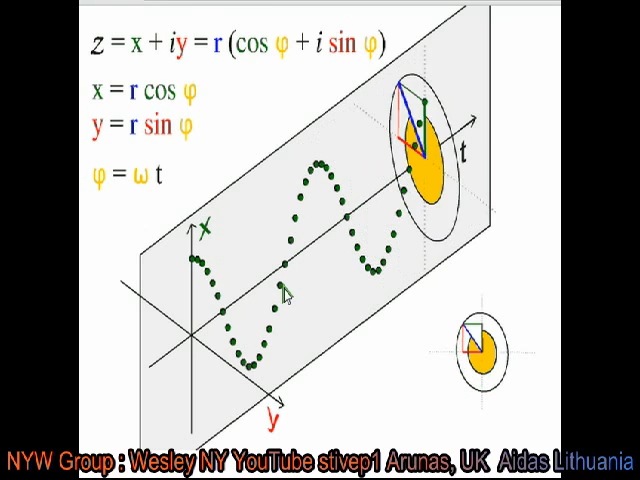 z = x + iy = r (cos φ + i sin φ)
x = r cos φ
y = r sin φ
φ = ω t
t
x
y
NYW Group : Wesley NY YouTube stivep1 Arunas, UK Aidas Lithuania